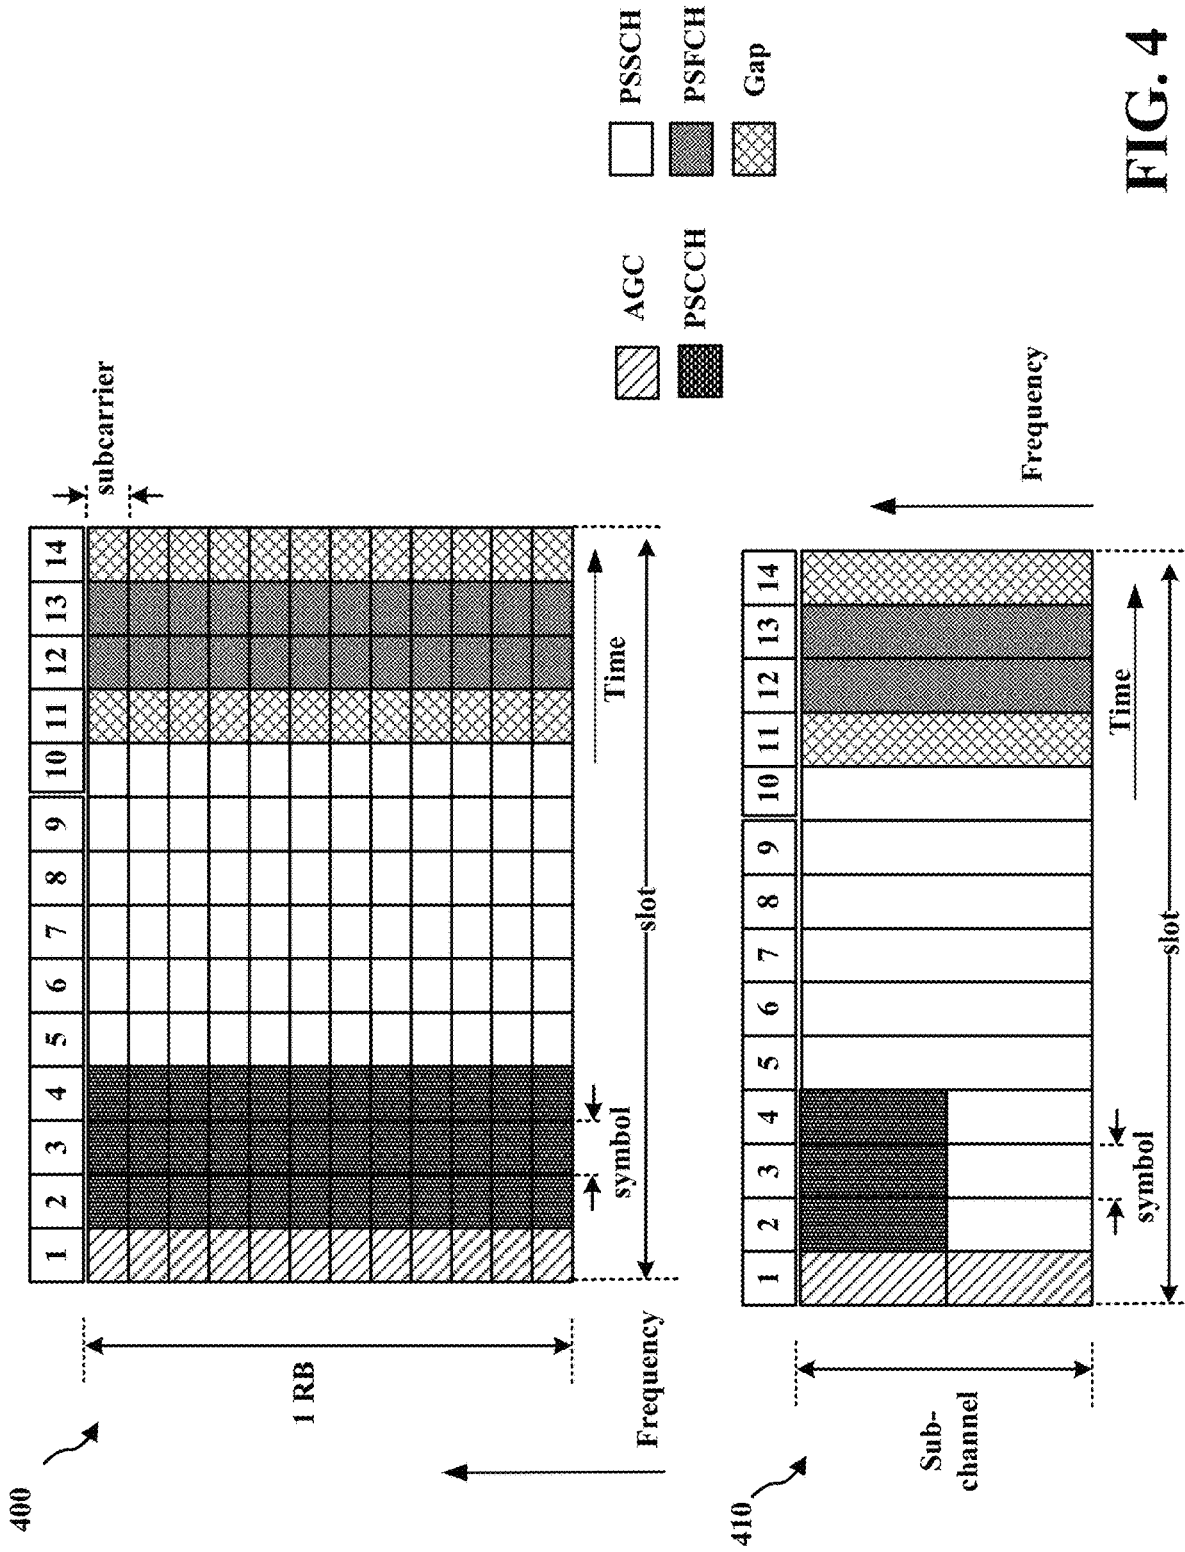 400
1 2 3 4 5 6 7 8 9 10 11 12 13 14
subcarrier
1 RB
Frequency
symbol
Time
slot
AGC
PSSCH
PSCCH
PSFCH
Gap
410
1 2 3 4 5 6 7 8 9 10 11 12 13 14
Sub-
channel
Frequency
symbol
Time
slot
FIG. 4